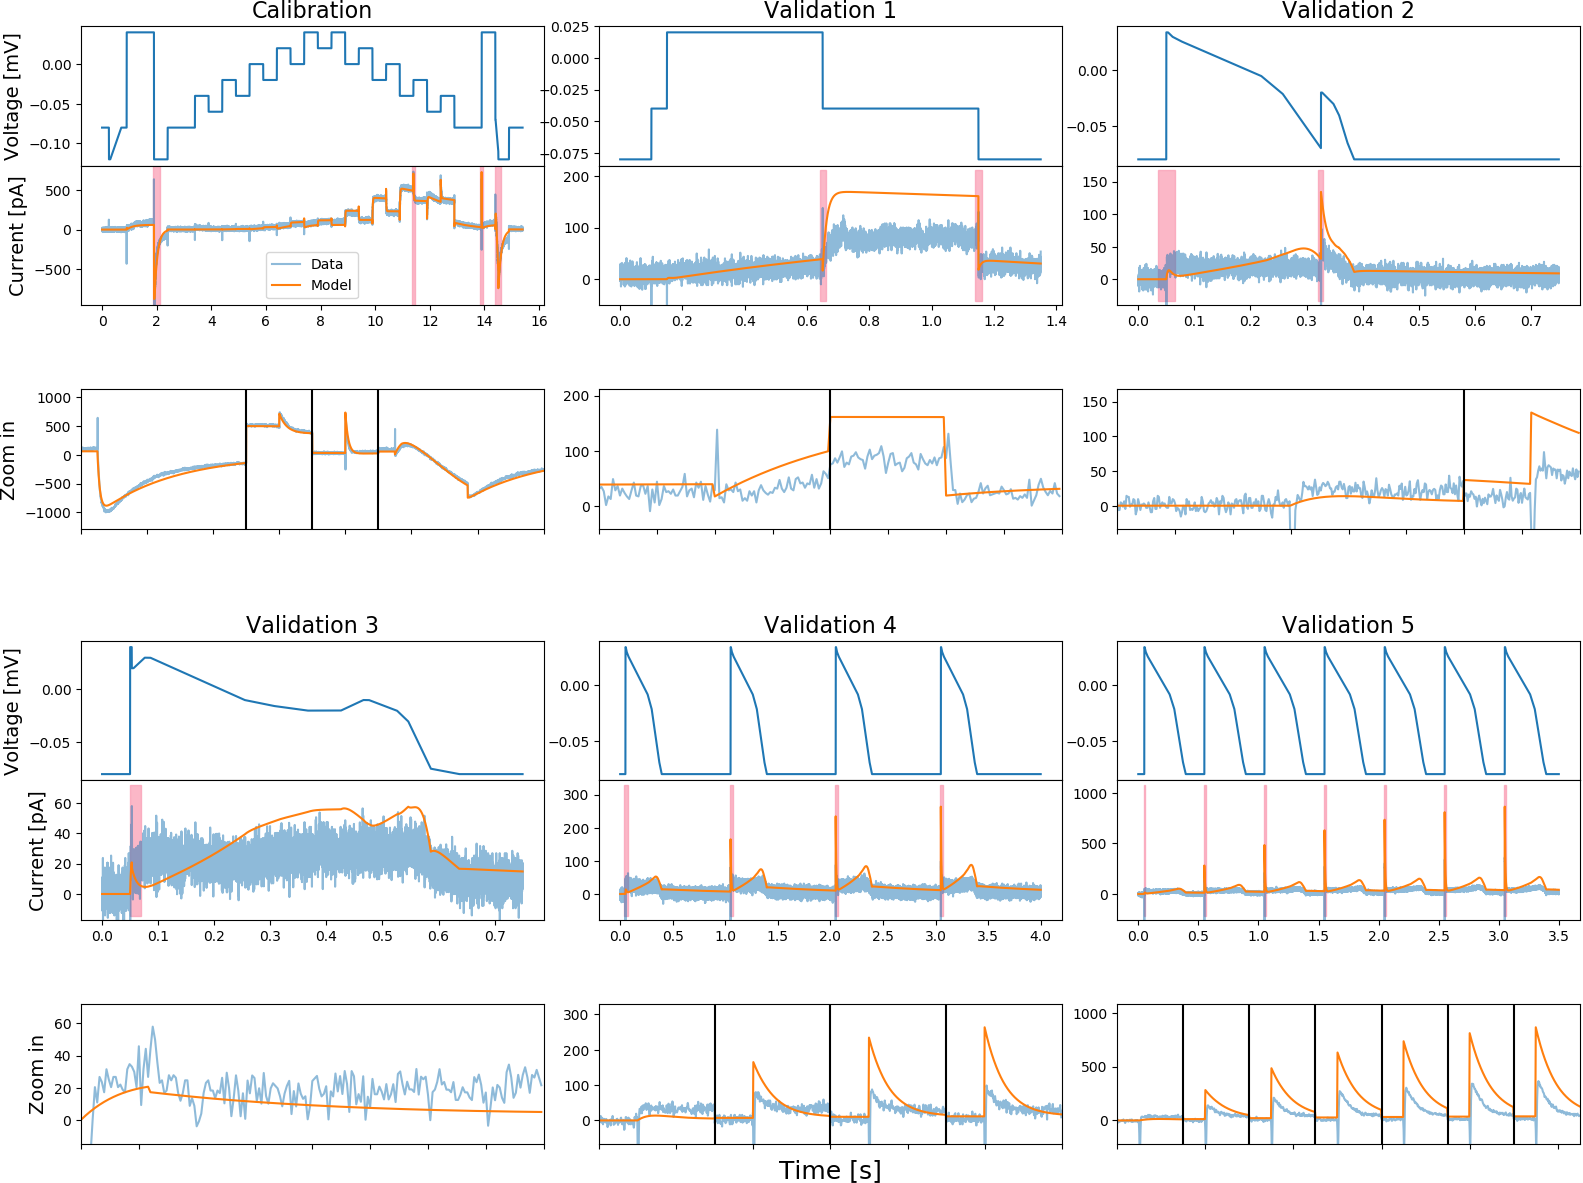 Calibration
Validation 1
Validation 2
Voltage [mV]
0.00
−0.05
−0.10
0.025
0.000
−0.025
−0.050
−0.075
0.00
−0.05
Current [pA]
500
0
−500
Data
Model
200
100
0
150
100
50
0
0 2 4 6 8 10 12 14 16
0.0 0.2 0.4 0.6 0.8 1.0 1.2 1.4
0.0 0.1 0.2 0.3 0.4 0.5 0.6 0.7
Zoom in
1000
500
0
−500
−1000
200
100
0
150
100
50
0
Validation 3
Validation 4
Validation 5
Voltage [mV]
0.00
−0.05
0.00
−0.05
0.00
−0.05
Current [pA]
60
40
20
0
300
200
100
0
1000
500
0
0.0 0.1 0.2 0.3 0.4 0.5 0.6 0.7
0.0 0.5 1.0 1.5 2.0 2.5 3.0 3.5 4.0
0.0 0.5 1.0 1.5 2.0 2.5 3.0 3.5
Zoom in
60
40
20
0
300
200
100
0
1000
500
0
Time [s]